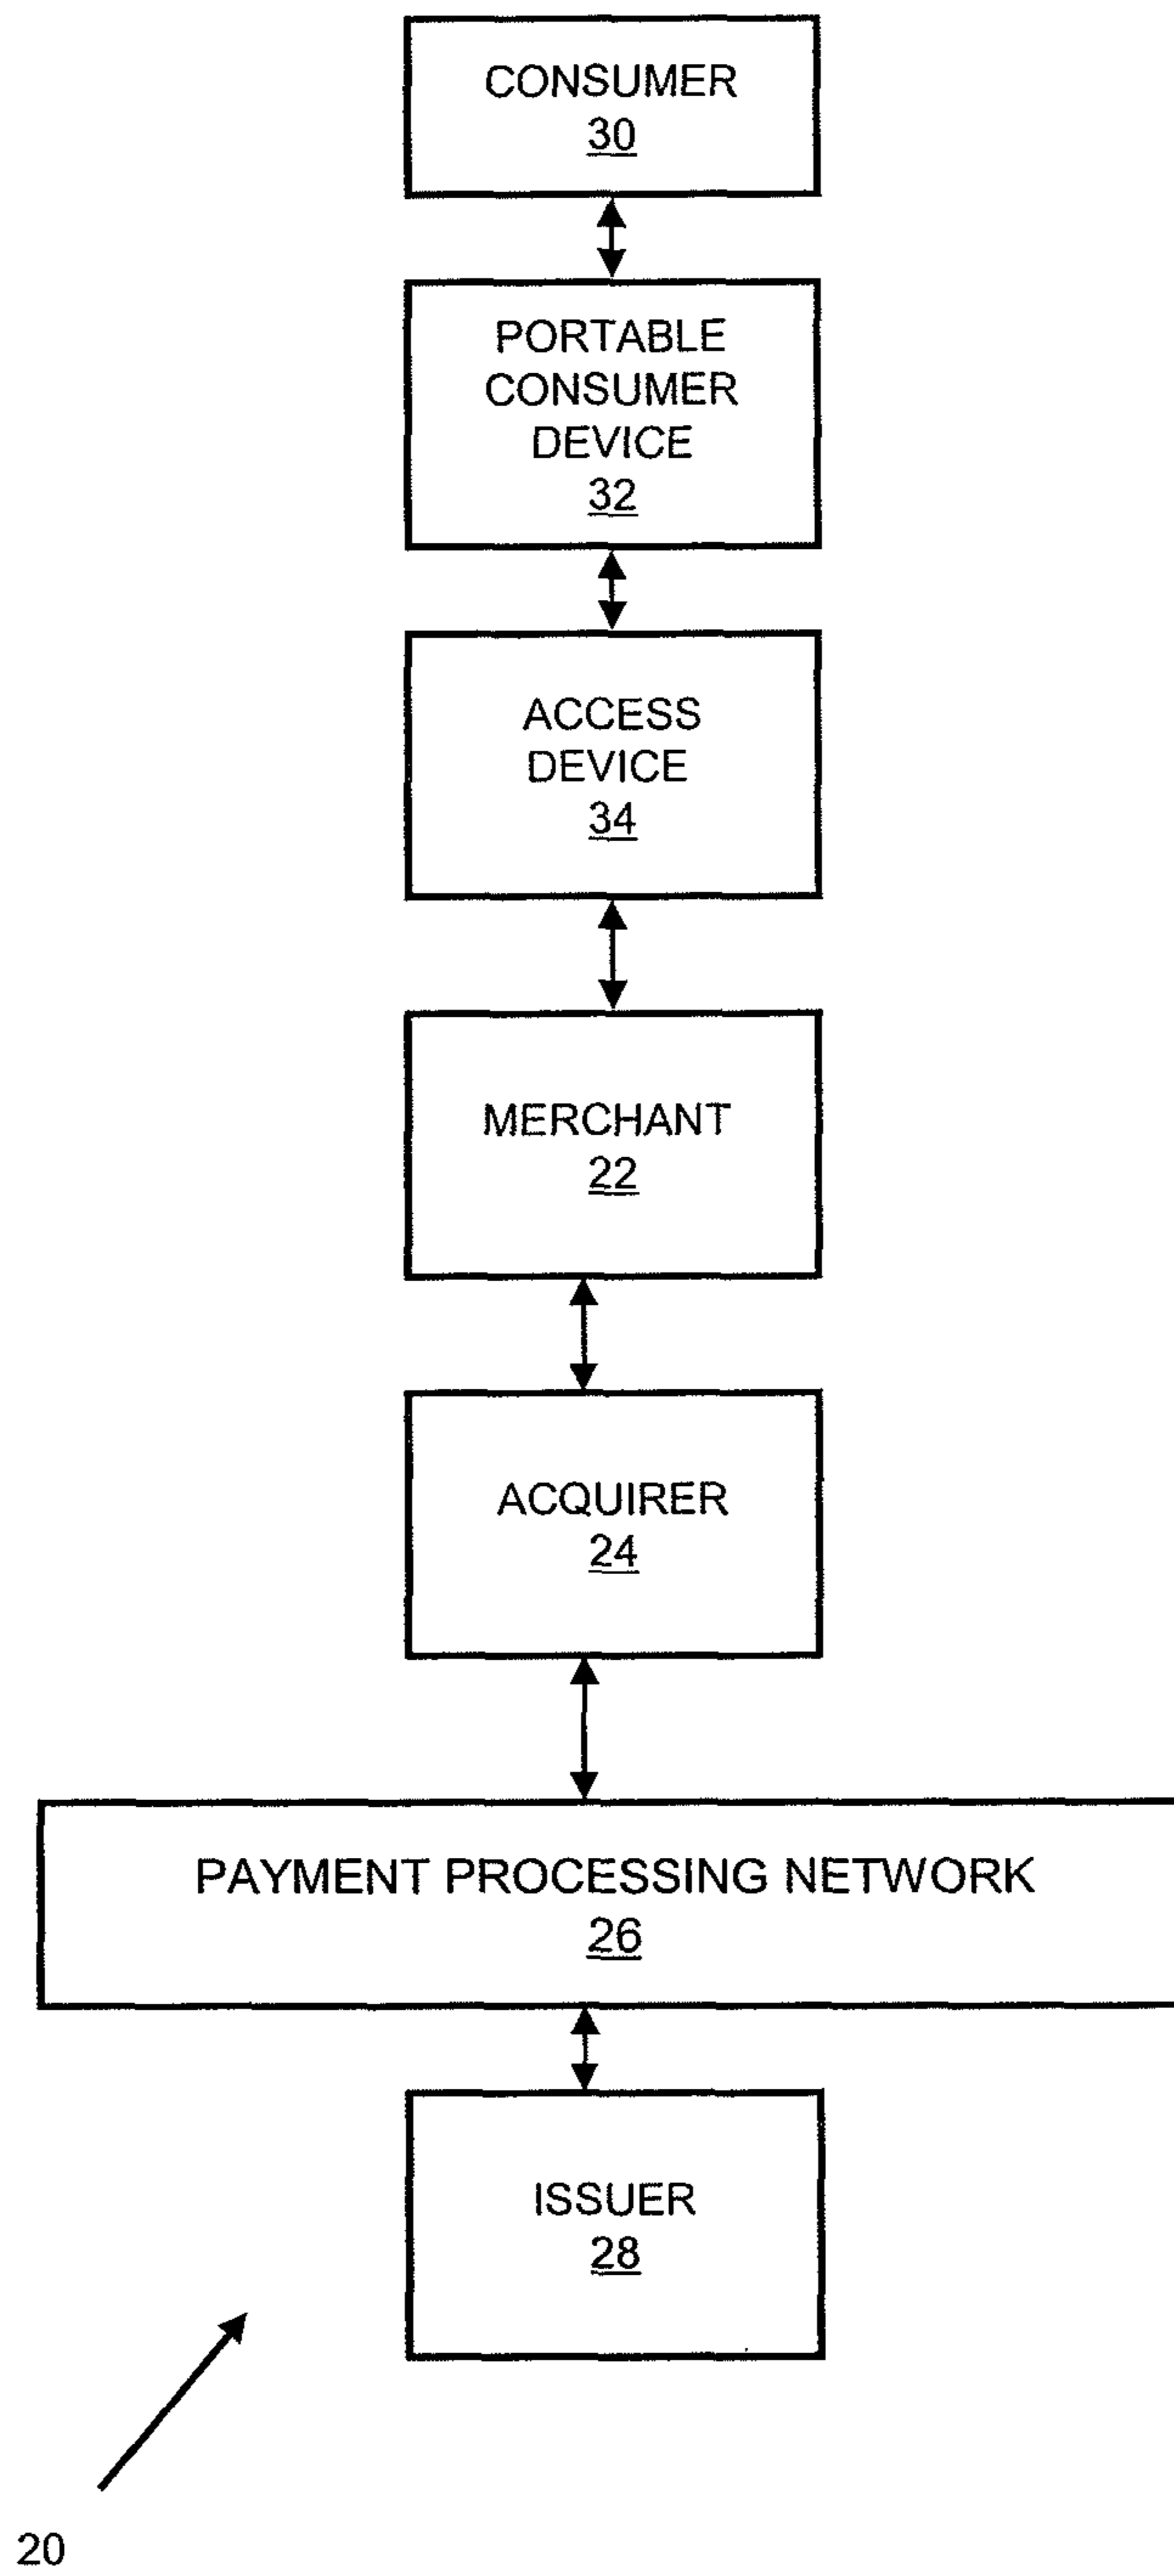 CONSUMER
30
PORTABLE
CONSUMER
DEVICE
32
ACCESS
DEVICE
34
MERCHANT
22
ACQUIRER
24
PAYMENT PROCESSING NETWORK
26
ISSUER
28
20